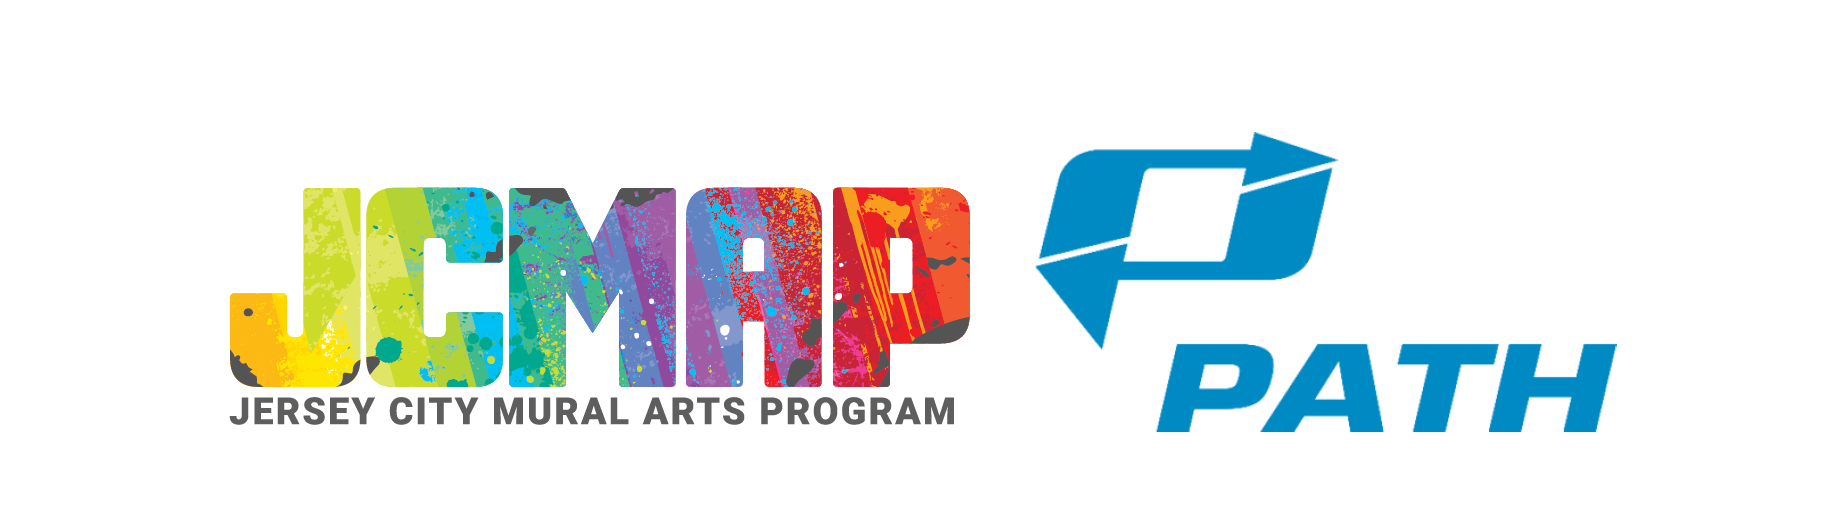 JCMAP
JERSEY CITY MURAL ARTS PROGRAM
PATH